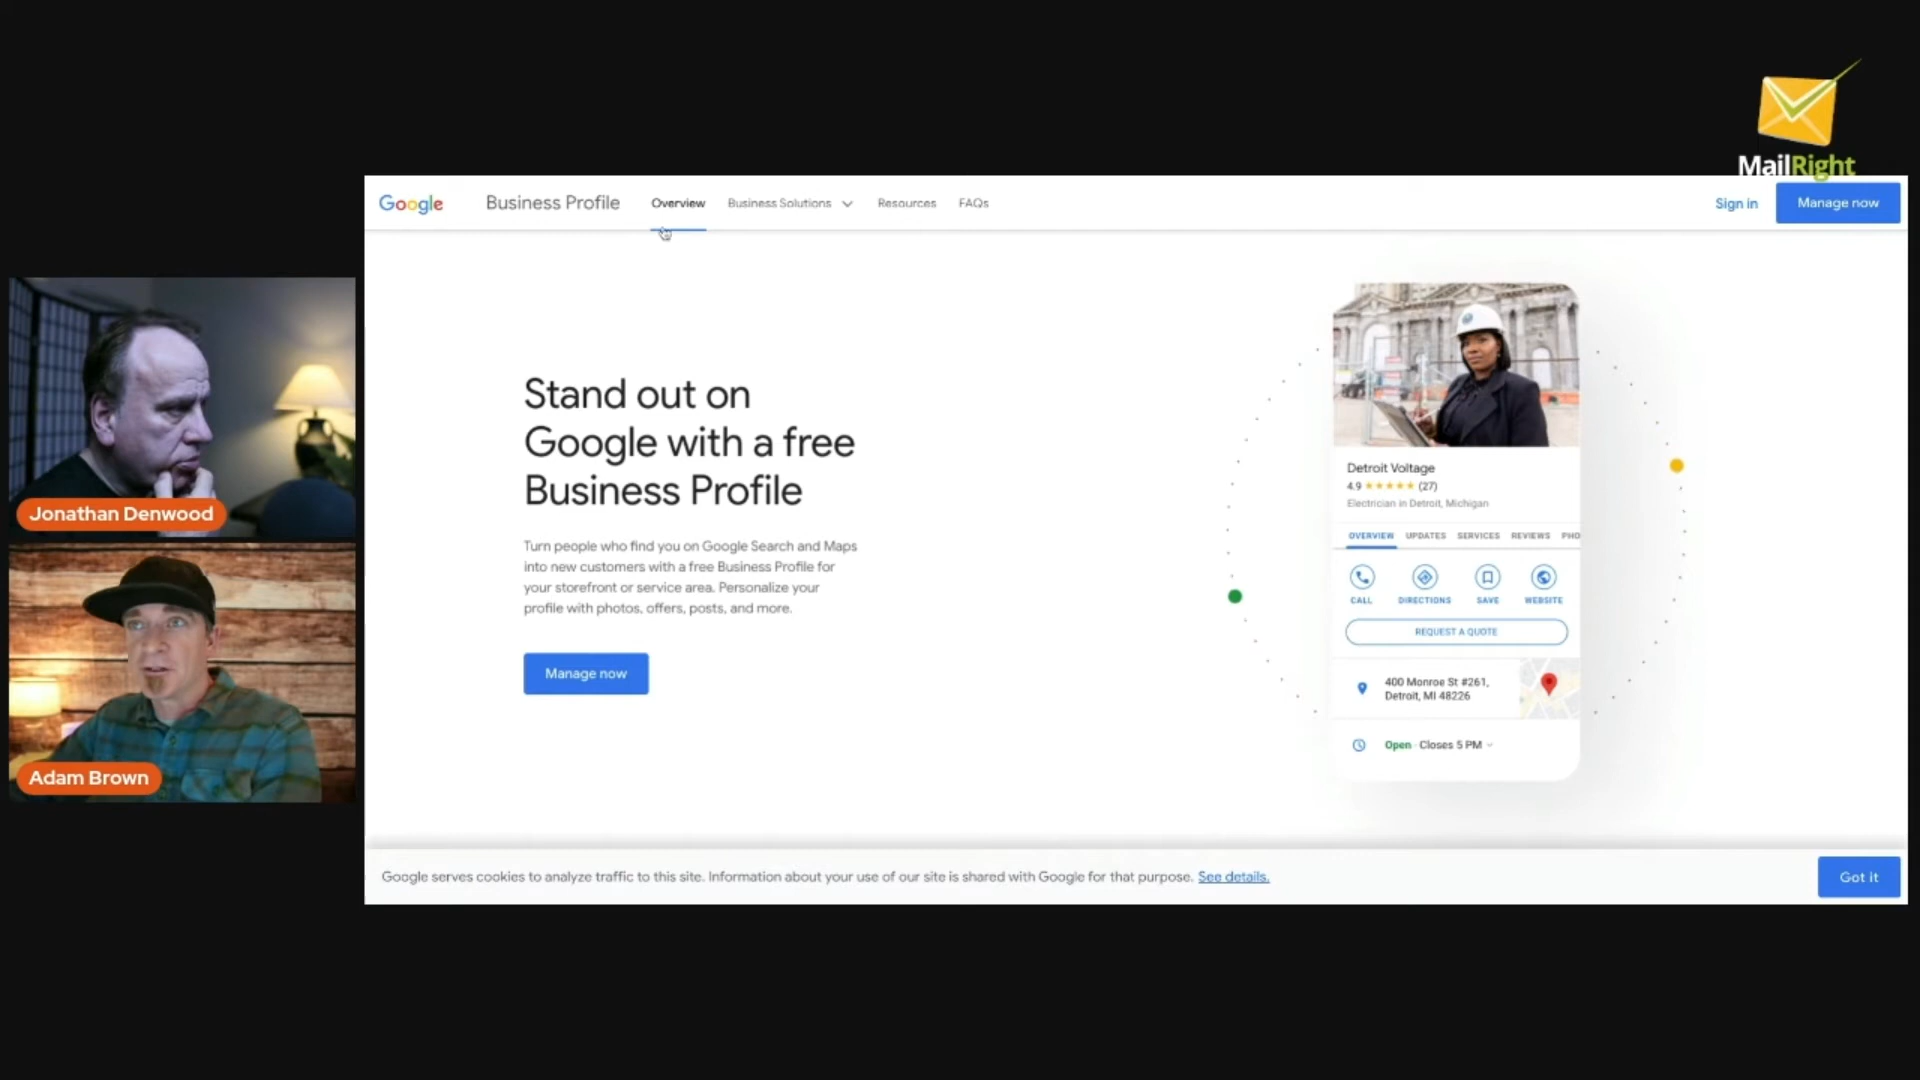 MailRight
Google
Business Profile
Overview
Business Solutions
Resources
FAQs
Sign in
Manage now
Jonathan Denwood
Adam Brown
Stand out on
Google with a free
Business Profile
Turn people who find you on Google Search and Maps
into new customers with a free Business Profile for
your storefront or service area. Personalize your
profile with photos, offers, posts, and more.
Manage now
Detroit Voltage
4.9 ★★★★★ (27)
Electrician in Detroit, Michigan
OVERVIEW UPDATES SERVICES REVIEWS PHO
CALL DIRECTIONS SAVE WEBSITE
REQUEST A QUOTE
400 Monroe St #261,
Detroit, MI 48226
Open · Closes 5 PM
Google serves cookies to analyze traffic to this site. Information about your use of our site is shared with Google for that purpose. See details.
Got it